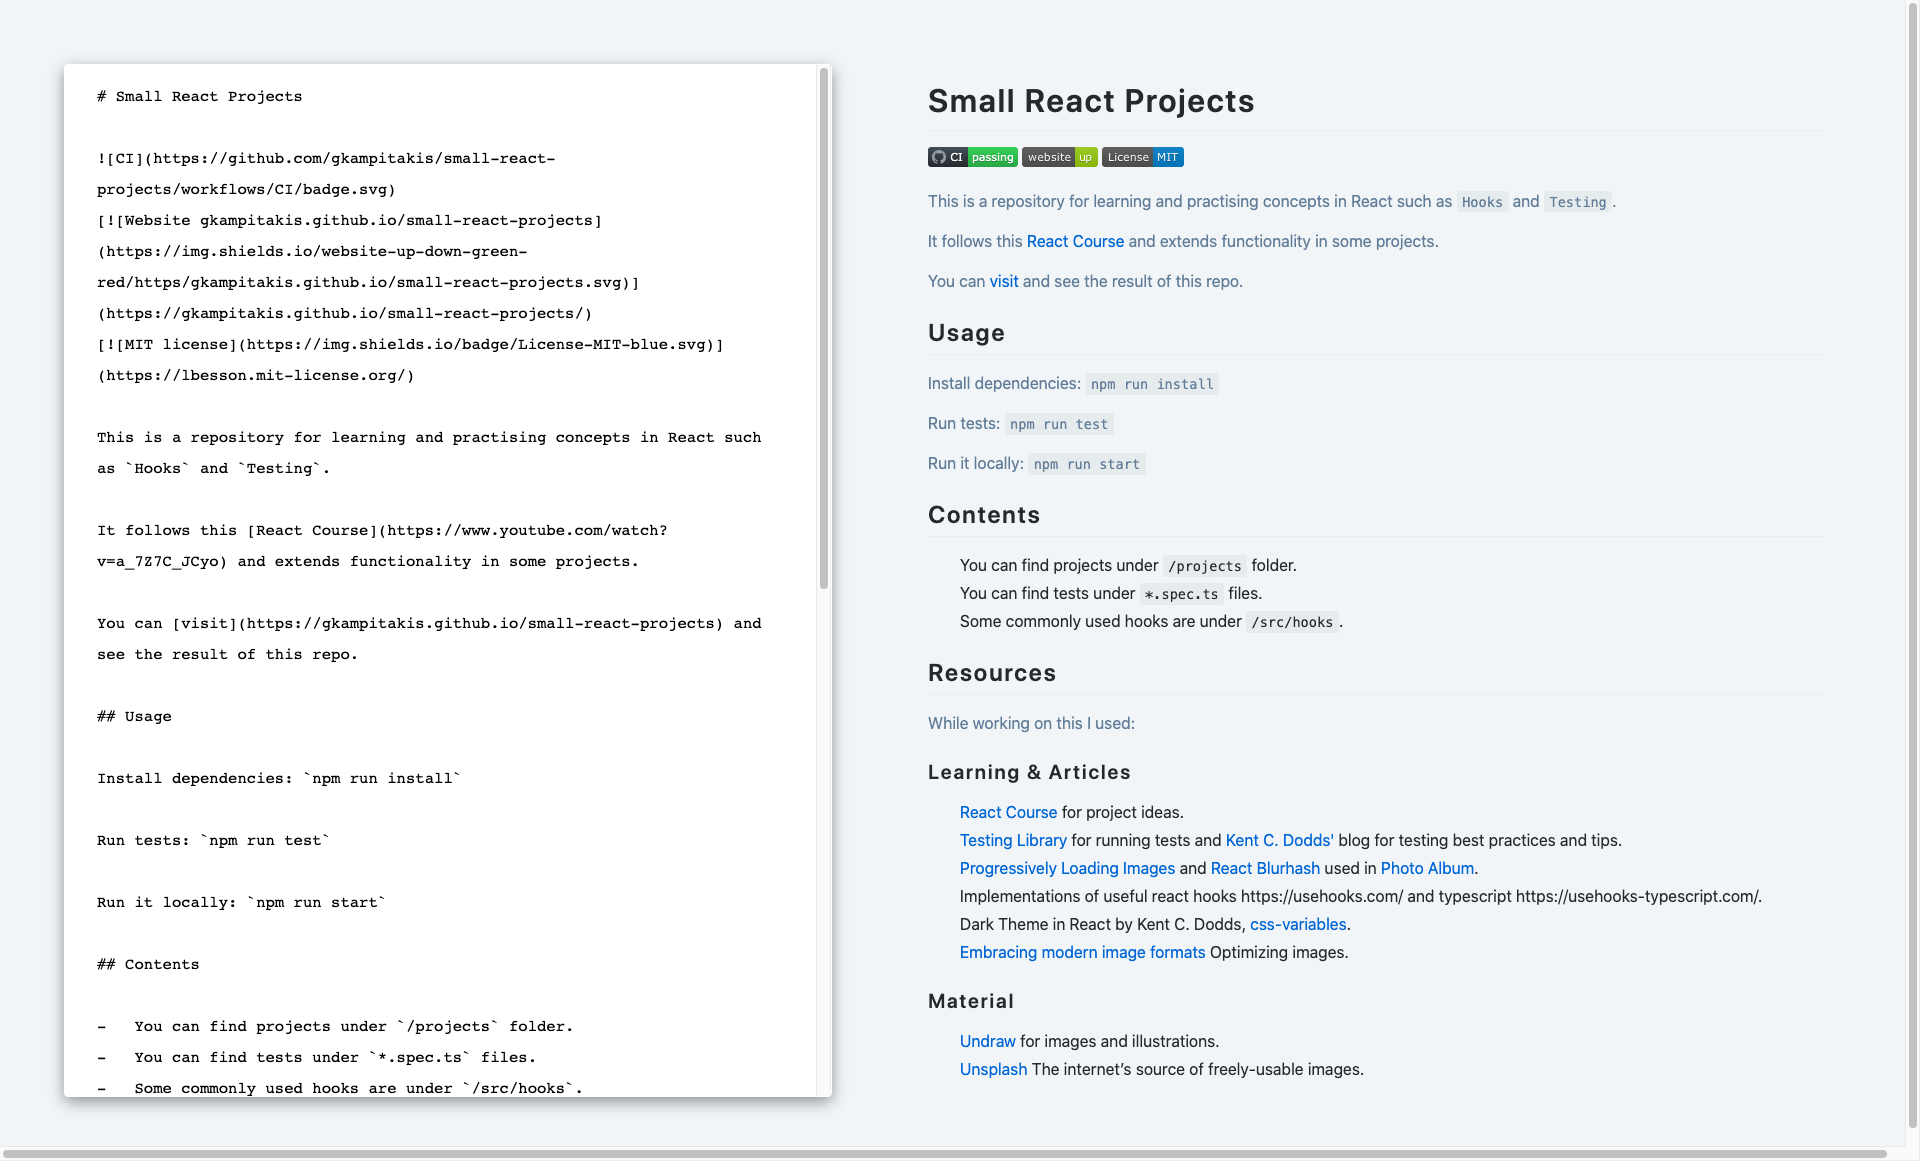 # Small React Projects
![CI](https://github.com/gkampitakis/small-react-
projects/workflows/CI/badge.svg)
[![Website gkampitakis.github.io/small-react-projects]
(https://img.shields.io/website-up-down-green-
red/https/gkampitakis.github.io/small-react-projects.svg)]
(https://gkampitakis.github.io/small-react-projects/)
[![MIT license](https://img.shields.io/badge/License-MIT-blue.svg)]
(https://lbesson.mit-license.org/)
This is a repository for learning and practising concepts in React such
as `Hooks` and `Testing`.
It follows this [React Course](https://www.youtube.com/watch?
v=a_7Z7C_JCyo) and extends functionality in some projects.
You can [visit](https://gkampitakis.github.io/small-react-projects) and
see the result of this repo.
## Usage
Install dependencies: `npm run install`
Run tests: `npm run test`
Run it locally: `npm run start`
## Contents
- You can find projects under `/projects` folder.
- You can find tests under `*.spec.ts` files.
- Some commonly used hooks are under `/src/hooks`.
Small React Projects
CI passing website up License MIT
This is a repository for learning and practising concepts in React such as Hooks and Testing.
It follows this React Course and extends functionality in some projects.
You can visit and see the result of this repo.
Usage
Install dependencies: npm run install
Run tests: npm run test
Run it locally: npm run start
Contents
You can find projects under /projects folder.
You can find tests under *.spec.ts files.
Some commonly used hooks are under /src/hooks.
Resources
While working on this I used:
Learning & Articles
React Course for project ideas.
Testing Library for running tests and Kent C. Dodds' blog for testing best practices and tips.
Progressively Loading Images and React Blurhash used in Photo Album.
Implementations of useful react hooks https://usehooks.com/ and typescript https://usehooks-typescript.com/.
Dark Theme in React by Kent C. Dodds, css-variables.
Embracing modern image formats Optimizing images.
Material
Undraw for images and illustrations.
Unsplash The internet’s source of freely-usable images.